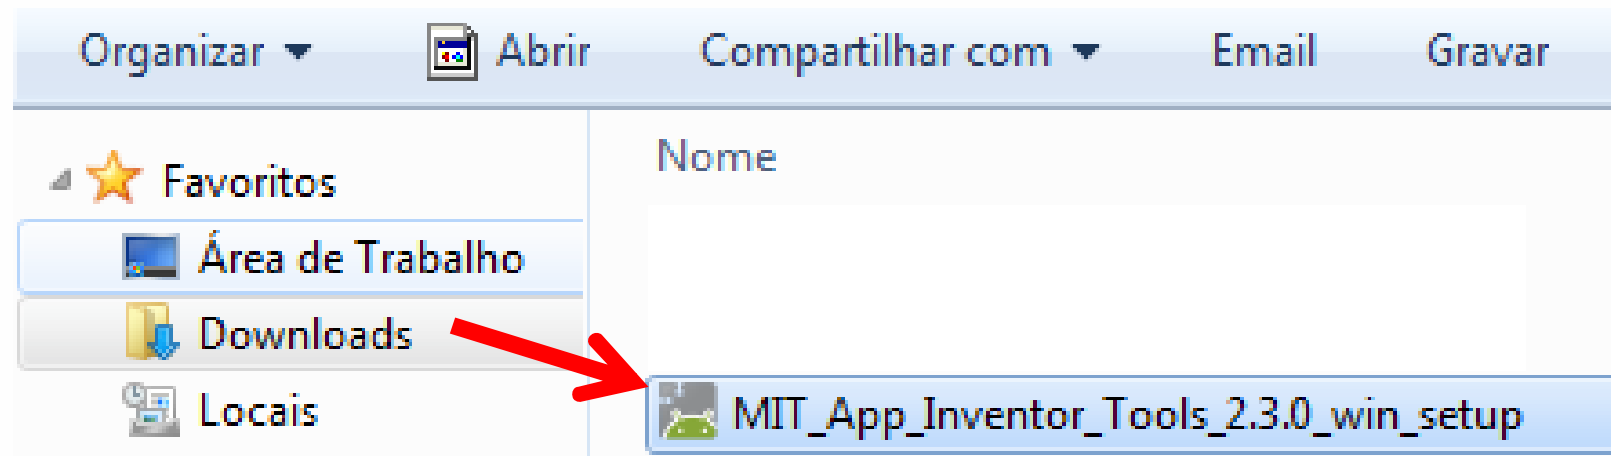 Organizar Abrir Compartilhar com Email Gravar
Favoritos
Área de Trabalho
Downloads
Locais
Nome
MIT_App_Inventor_Tools_2.3.0_win_setup